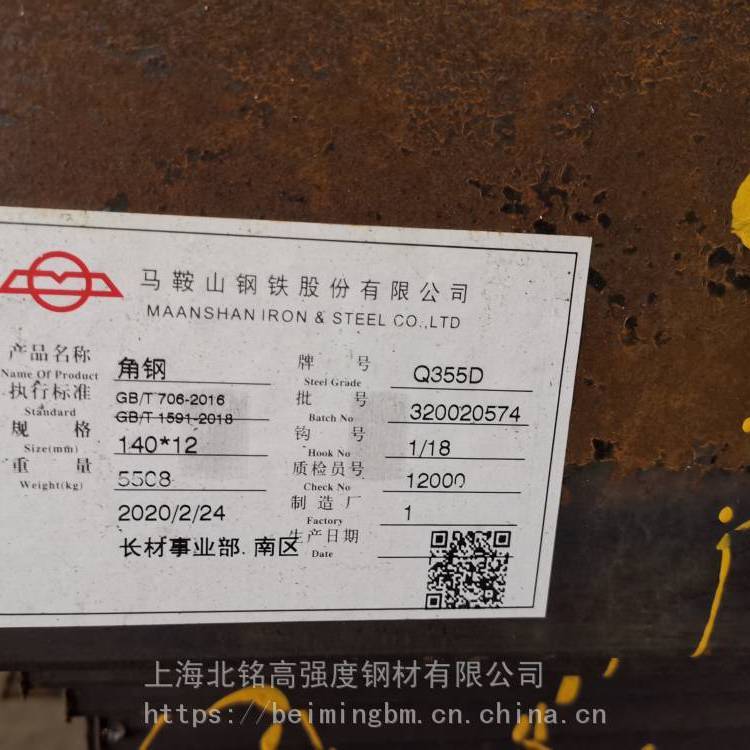 马鞍山钢铁股份有限公司
MAANSHAN IRON & STEEL CO.,LTD
产品名称 角钢 牌 号 Q355D
Name Of Product Steel Grade
执行标准 GB/T 706-2016 批 号 320020574
Standard GB/T 1591-2018 Batch No
规 格 140*12 钩 号 1/18
Size(mm) Hook No
重 量 5508 质检员号 12000
Weight(kg) Check No
2020/2/24 制造厂 1
Factory
长材事业部.南区 生产日期
Date
上海北铭高强度钢材有限公司
https://beimingbm.cn.china.cn